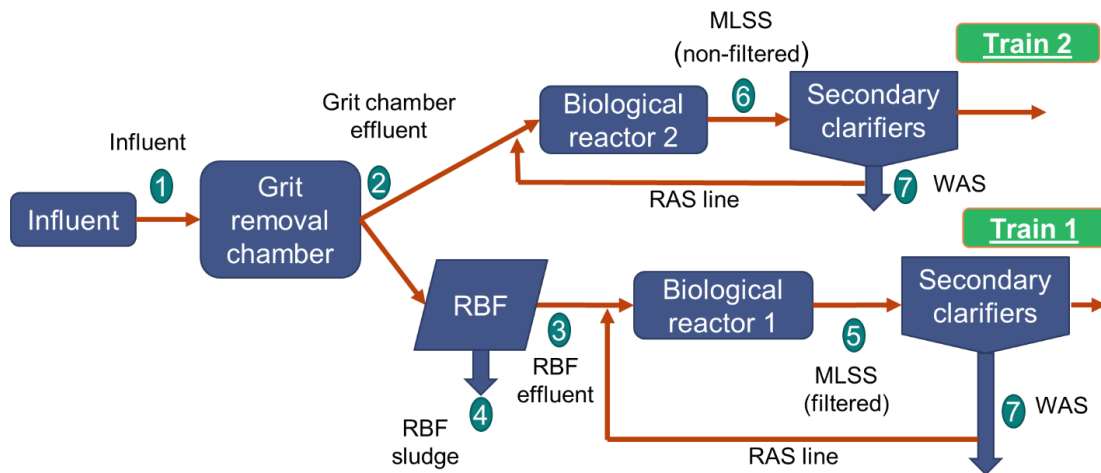 MLSS
(non-filtered)
Train 2
Grit chamber
effluent
6
Biological
reactor 2
Secondary
clarifiers
Influent
1
2
7
WAS
RAS line
Influent
Grit
removal
chamber
Train 1
RBF
Biological
reactor 1
Secondary
clarifiers
3
RBF
effluent
5
MLSS
(filtered)
4
RBF
sludge
7
WAS
RAS line